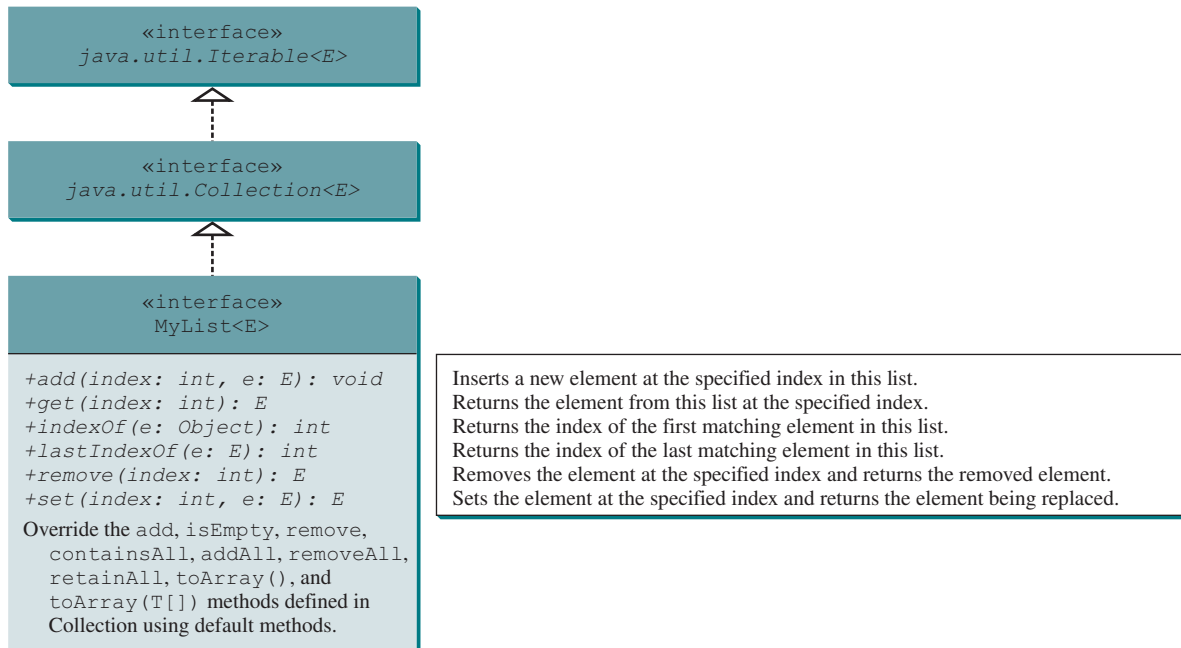 «interface»
java.util.Iterable<E>
«interface»
java.util.Collection<E>
«interface»
MyList<E>
+add(index: int, e: E): void
+get(index: int): E
+indexOf(e: Object): int
+lastIndexOf(e: E): int
+remove(index: int): E
+set(index: int, e: E): E
Override the add, isEmpty, remove,
containsAll, addAll, removeAll,
retainAll, toArray(), and
toArray(T[]) methods defined in
Collection using default methods.
Inserts a new element at the specified index in this list.
Returns the element from this list at the specified index.
Returns the index of the first matching element in this list.
Returns the index of the last matching element in this list.
Removes the element at the specified index and returns the removed element.
Sets the element at the specified index and returns the element being replaced.